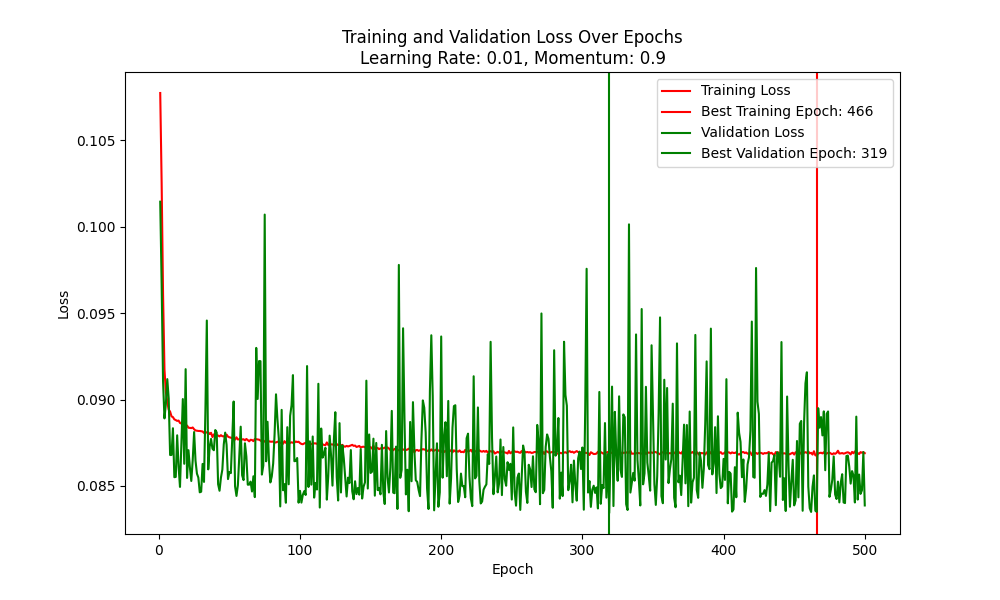 Training and Validation Loss Over Epochs
Learning Rate: 0.01, Momentum: 0.9
Training Loss
Best Training Epoch: 466
Validation Loss
Best Validation Epoch: 319
0.105
0.100
0.095
0.090
0.085
Loss
0 100 200 300 400 500
Epoch